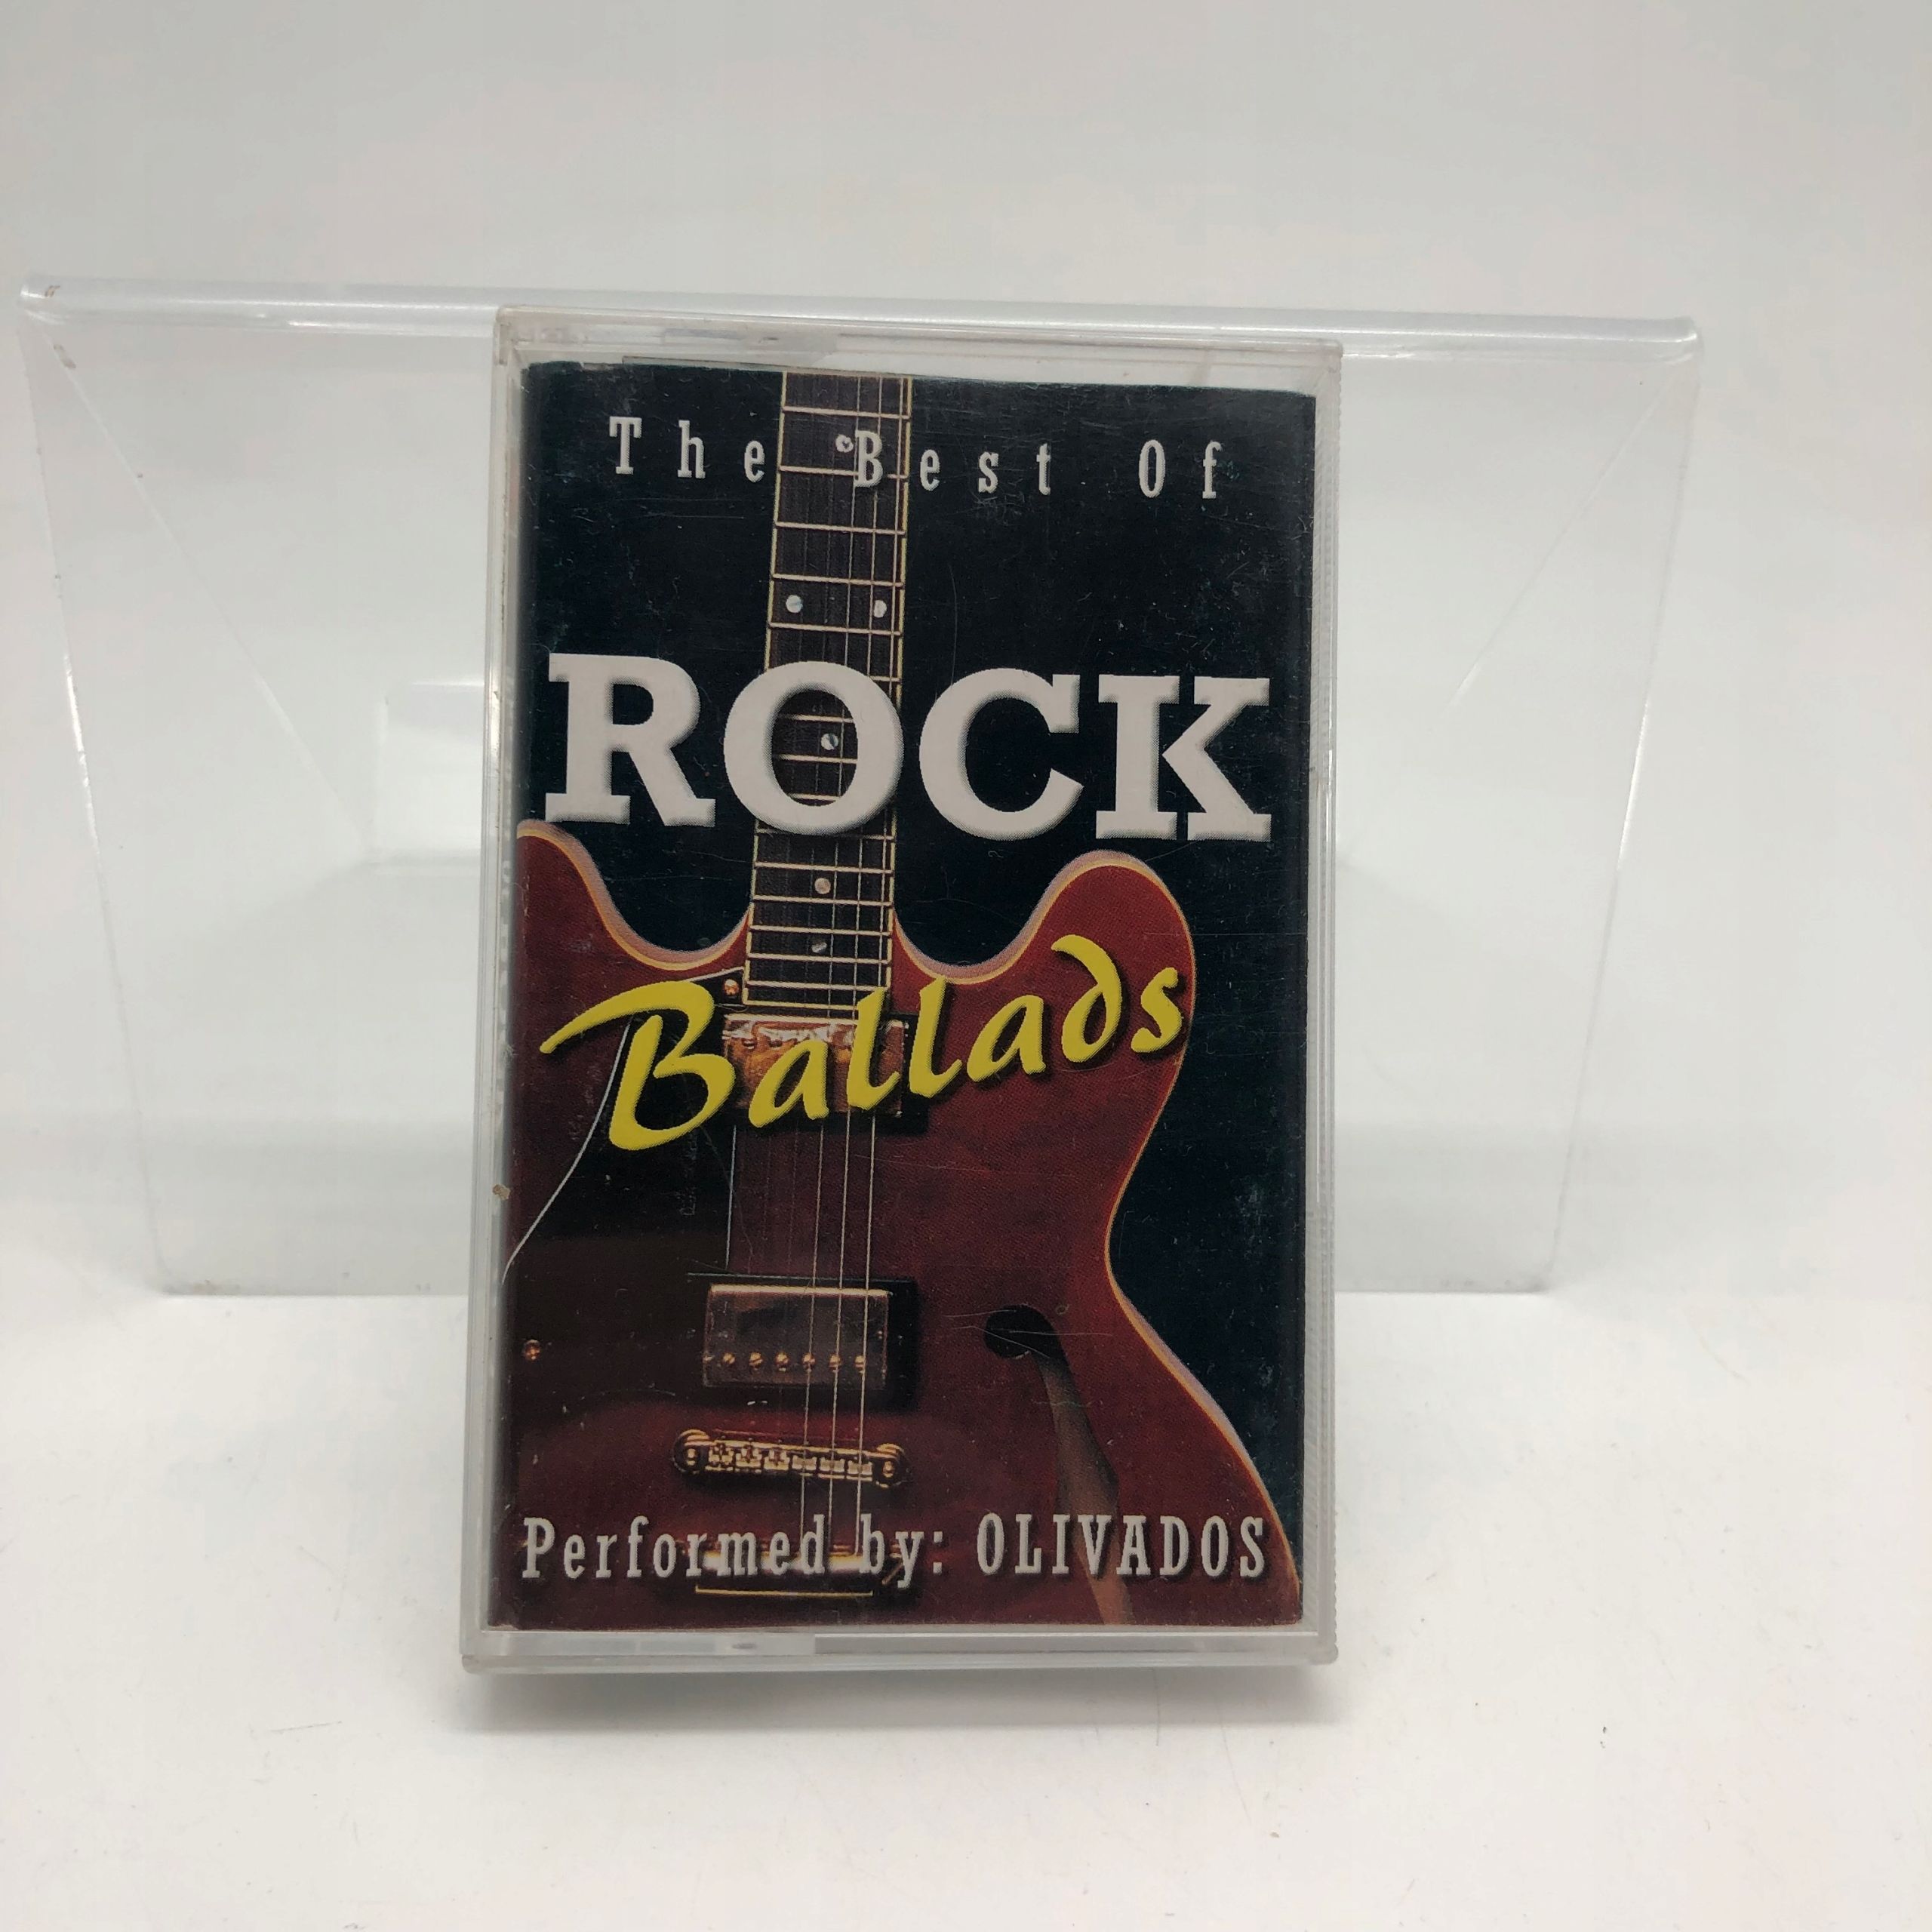 The Best Of
ROCK
Ballads
Performed by: OLIVADOS